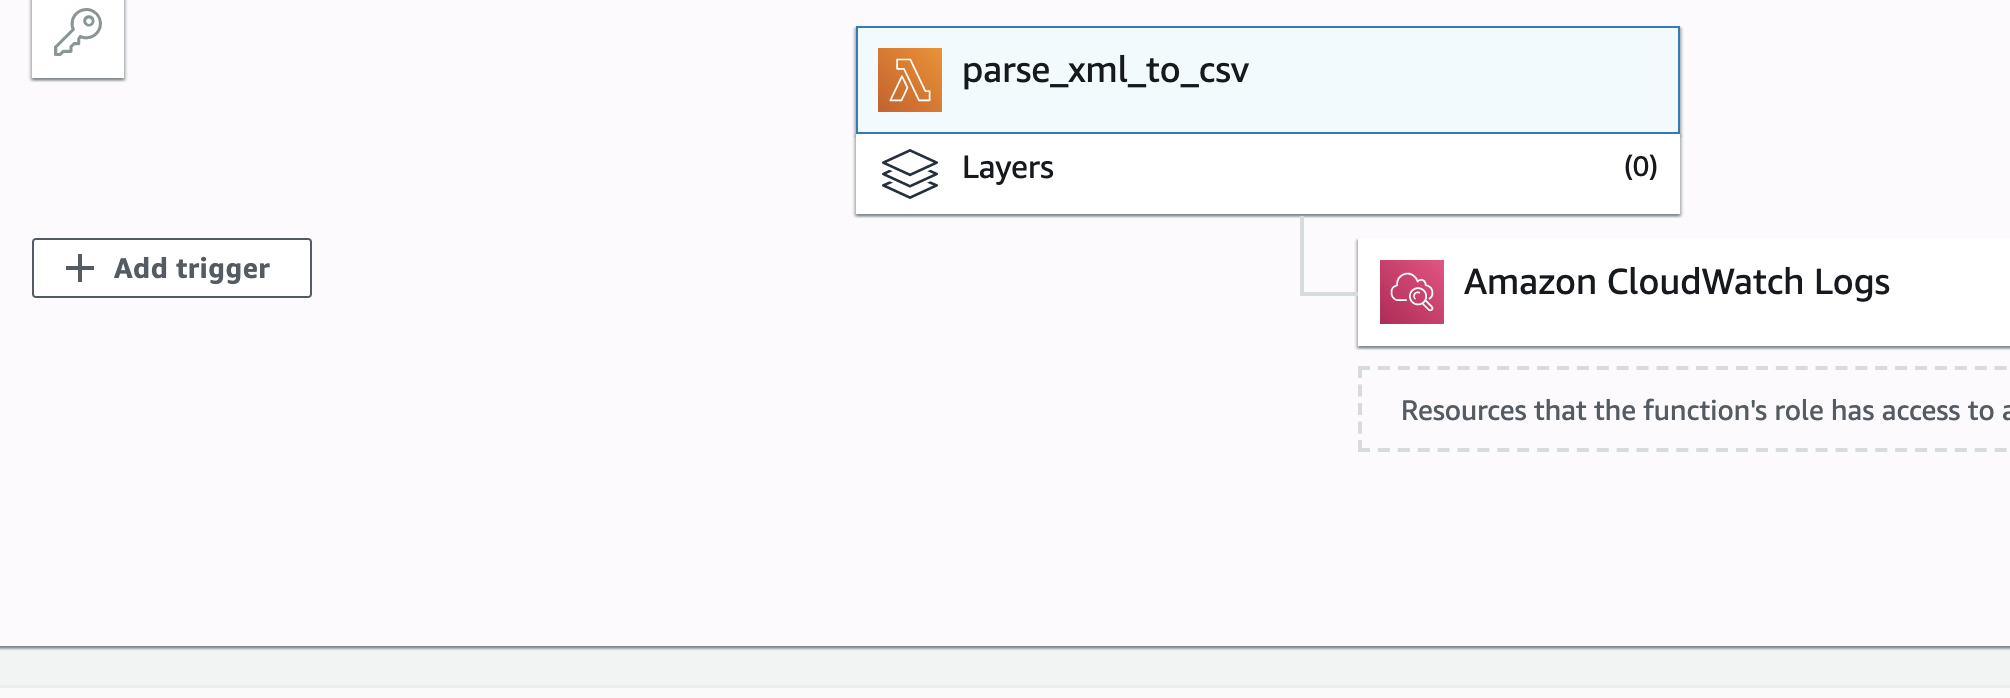 parse_xml_to_csv
Layers (0)
Add trigger
Amazon CloudWatch Logs
Resources that the function's role has access to a